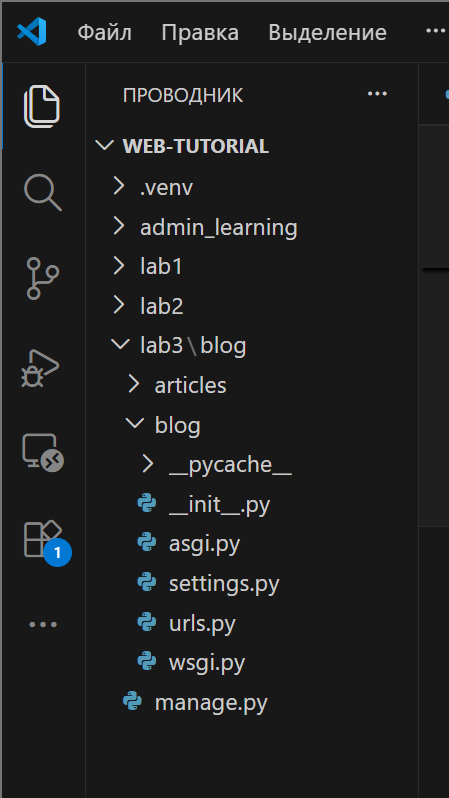 Файл Правка Выделение ···
ПРОВОДНИК ···
WEB-TUTORIAL
.venv
admin_learning
lab1
lab2
lab3\blog
articles
blog
__pycache__
__init__.py
asgi.py
settings.py
1
urls.py
wsgi.py
manage.py